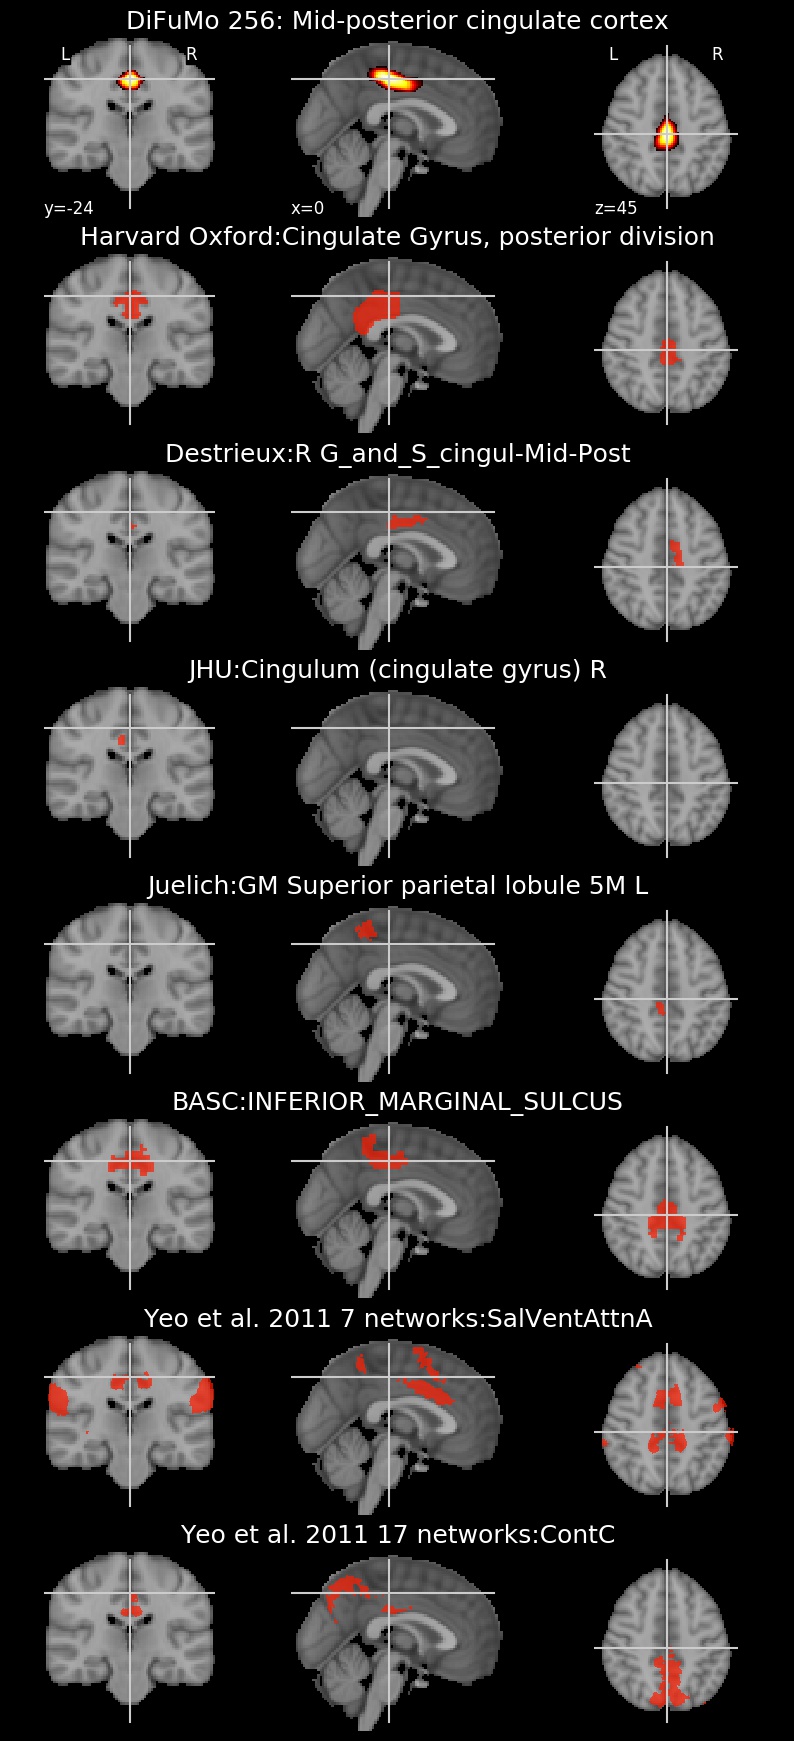 DiFuMo 256: Mid-posterior cingulate cortex
L R L R
y=-24 x=0 z=45
Harvard Oxford:Cingulate Gyrus, posterior division
Destrieux:R G_and_S_cingul-Mid-Post
JHU:Cingulum (cingulate gyrus) R
Juelich:GM Superior parietal lobule 5M L
BASC:INFERIOR_MARGINAL_SULCUS
Yeo et al. 2011 7 networks:SalVentAttnA
Yeo et al. 2011 17 networks:ContC